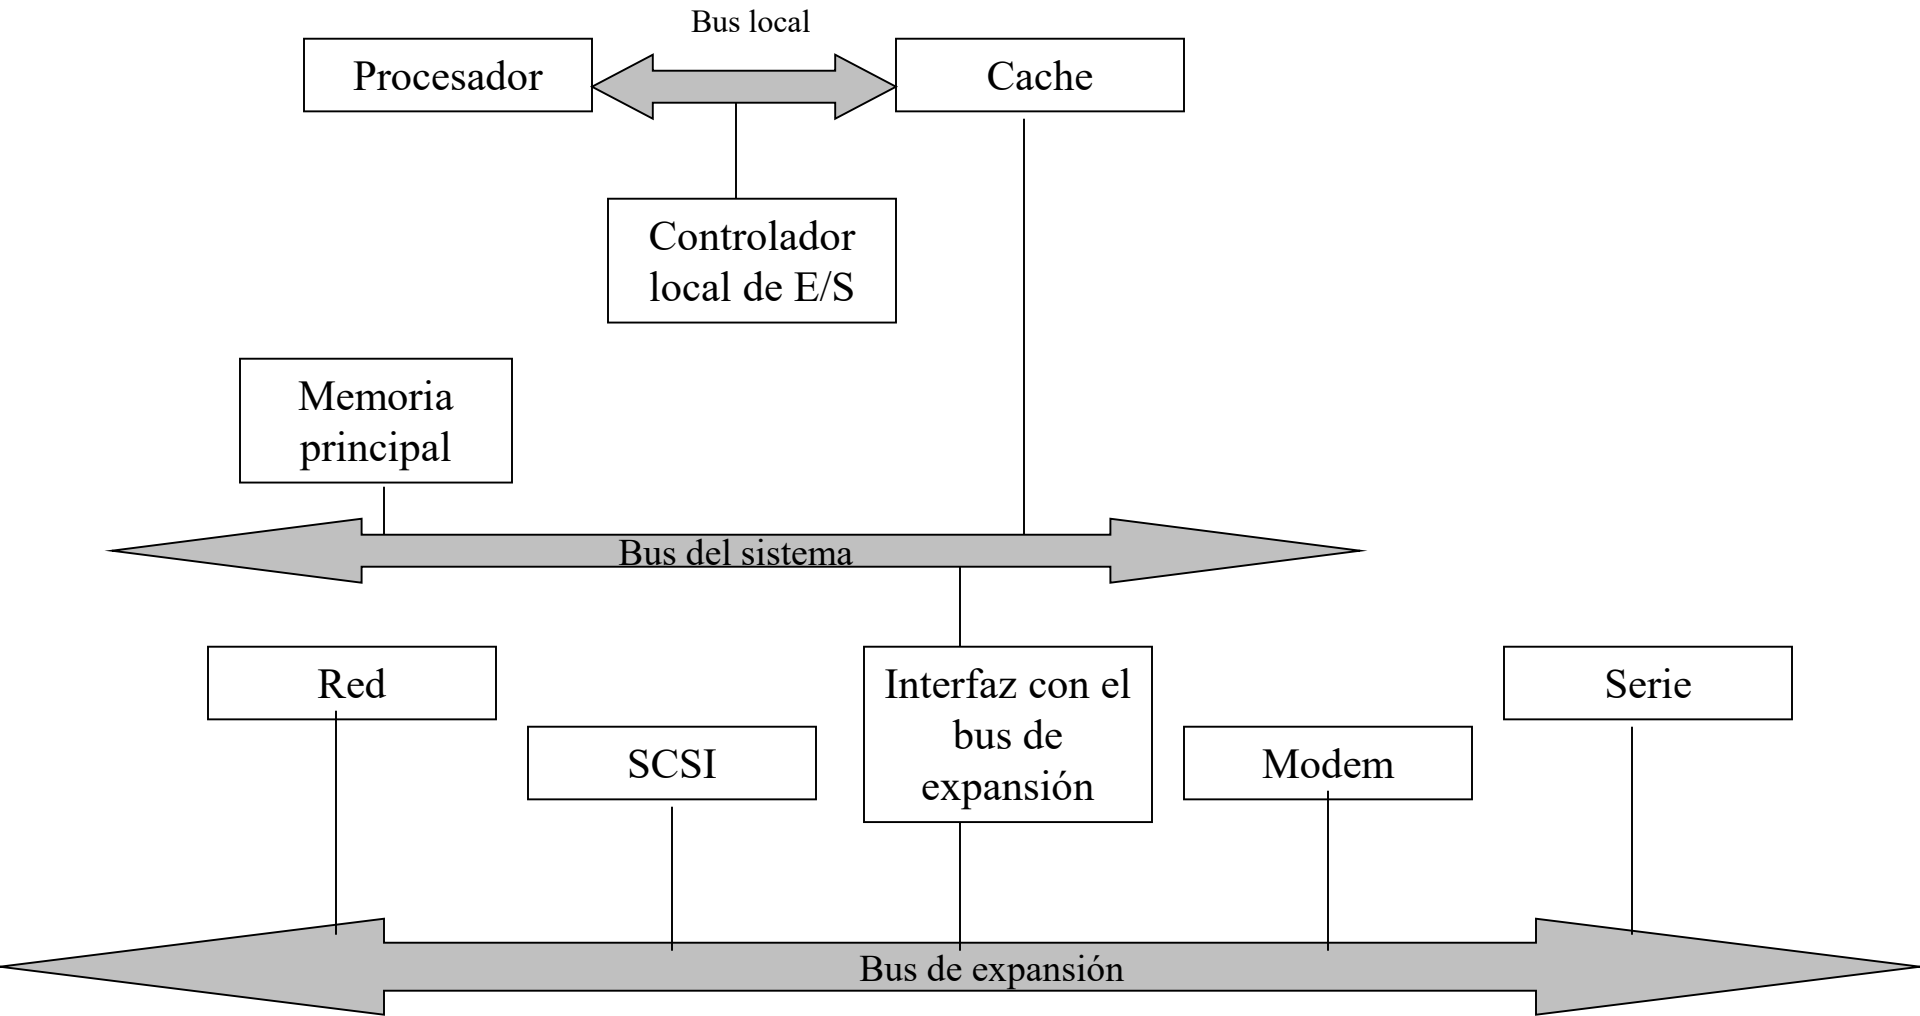 Bus local
Procesador
Cache
Controlador
local de E/S
Memoria
principal
Bus del sistema
Red
Interfaz con el
bus de
expansión
Serie
SCSI
Modem
Bus de expansión